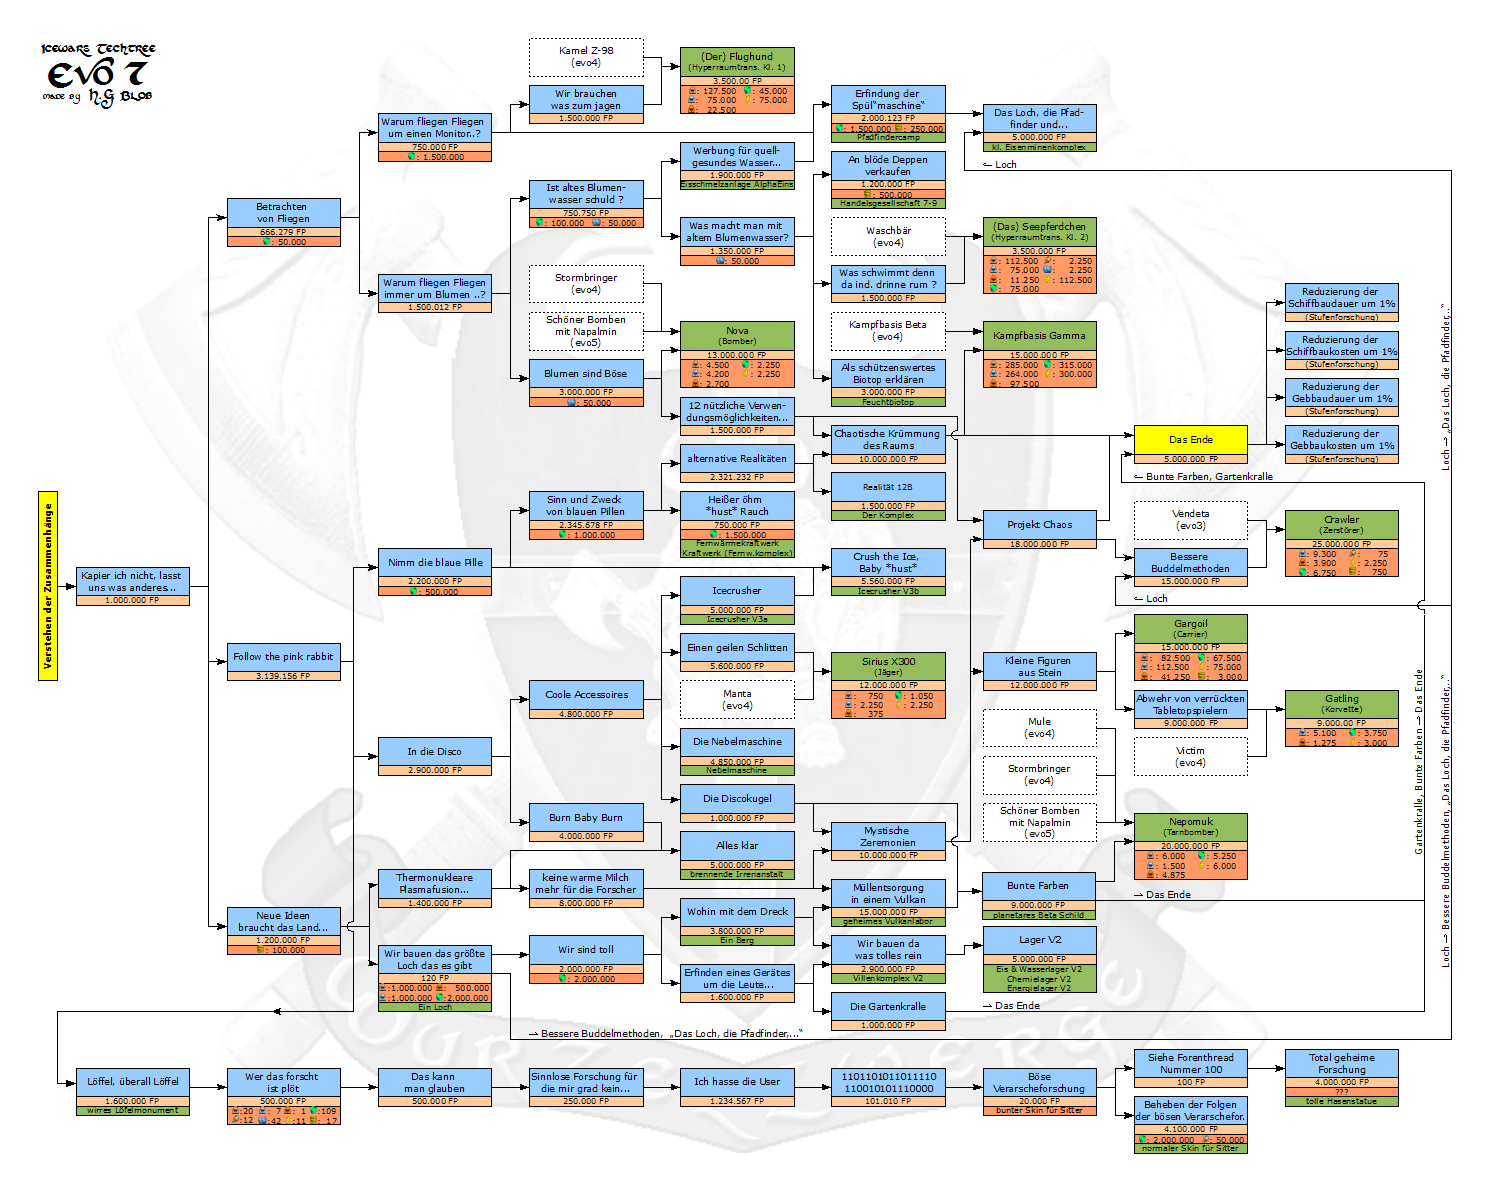 Icewars Techtree
Evo 7
made by H.G Blob
Verstehen der Zusammenhänge
Kapier ich nicht, lasst
uns was anderes...
1.000.000 FP
Betrachten
von Fliegen
666.279 FP
: 50.000
Follow the pink rabbit
3.139.156 FP
Neue Ideen
braucht das Land...
1.200.000 FP
: 100.000
Warum fliegen Fliegen
um einen Monitor..?
750.000 FP
: 1.500.000
Warum fliegen Fliegen
immer um Blumen ..?
1.500.012 FP
Nimm die blaue Pille
2.200.000 FP
: 500.000
In die Disco
2.900.000 FP
Thermonukleare
Plasmafusion...
1.400.000 FP
Wir bauen das größte
Loch das es gibt
120 FP
:1.000.000 : 500.000
:1.000.000 :2.000.000
Ein Loch
Kamel Z-98
(evo4)
Wir brauchen
was zum jagen
1.500.000 FP
Ist altes Blumen-
wasser schuld ?
750.750 FP
: 100.000 : 50.000
Stormbringer
(evo4)
Schöner Bomben
mit Napalmin
(evo5)
Blumen sind Böse
3.000.000 FP
: 50.000
Sinn und Zweck
von blauen Pillen
2.345.678 FP
: 1.000.000
Coole Accessoires
4.800.000 FP
Burn Baby Burn
4.000.000 FP
keine warme Milch
mehr für die Forscher
8.000.000 FP
Wir sind toll
2.000.000 FP
: 2.000.000
(Der) Flughund
(Hyperraumtrans. Kl. 1)
3.500.00 FP
: 127.500 : 45.000
: 75.000 : 75.000
: 22.500
Werbung für quell-
gesundes Wasser...
1.900.000 FP
Eisschmelzanlage AlphaEins
Was macht man mit
altem Blumenwasser?
1.350.000 FP
: 50.000
Nova
(Bomber)
13.000.000 FP
: 4.500 : 2.250
: 4.200 : 2.250
: 2.700
12 nützliche Verwen-
dungsmöglichkeiten...
1.500.000 FP
alternative Realitäten
2.321.232 FP
Heißer öhm
*hust* Rauch
750.000 FP
: 1.500.000
Fernwärmekraftwerk
Kraftwerk (Fernw.komplex)
Icecrusher
5.000.000 FP
Icecrusher V3a
Einen geilen Schlitten
5.600.000 FP
Manta
(evo4)
Die Nebelmaschine
4.850.000 FP
Nebelmaschine
Die Discokugel
1.000.000 FP
Alles klar
5.000.000 FP
brennende Irrenanstalt
Wohin mit dem Dreck
3.800.000 FP
Ein Berg
Erfinden eines Gerätes
um die Leute...
1.600.000 FP
Erfindung der
Spül"maschine"
2.000.123 FP
: 1.500.000 : 250.000
Pfadfindercamp
An blöde Deppen
verkaufen
1.200.000 FP
: 500.000
Handelsgesellschaft 7-9
Waschbär
(evo4)
Was schwimmt denn
da ind. drinne rum ?
1.500.000 FP
Kampfbasis Beta
(evo4)
Als schützenswertes
Biotop erklären
3.000.000 FP
Feuchtbiotop
Chaotische Krümmung
des Raums
10.000.000 FP
Realität 12B
1.500.000 FP
Der Komplex
Crush the Ice,
Baby *hust*
5.560.000 FP
Icecrusher V3b
Sirius X300
(Jäger)
12.000.000 FP
: 750 : 1.050
: 2.250 : 2.250
: 375
Mystische
Zeremonien
10.000.000 FP
Müllentsorgung
in einem Vulkan
15.000.000 FP
geheimes Vulkanlabor
Wir bauen da
was tolles rein
2.900.000 FP
Villenkomplex V2
Die Gartenkralle
1.000.000 FP
Das Loch, die Pfad-
finder und...
5.000.000 FP
kl. Eisenminenkomplex
← Loch
(Das) Seepferdchen
(Hyperraumtrans. Kl. 2)
3.500.000 FP
: 112.500 : 2.250
: 75.000 : 2.250
: 11.250 : 112.500
: 75.000
Kampfbasis Gamma
15.000.000 FP
: 285.000 : 315.000
: 264.000 : 300.000
: 97.500
Projekt Chaos
18.000.000 FP
Kleine Figuren
aus Stein
12.000.000 FP
Mule
(evo4)
Stormbringer
(evo4)
Schöner Bomben
mit Napalmin
(evo5)
Bunte Farben
9.000.000 FP
planetares Beta Schild
Lager V2
5.000.000 FP
Eis & Wasserlager V2
Chemielager V2
Energielager V2
→ Das Ende
→ Bessere Buddelmethoden, „Das Loch, die Pfadfinder,...“
Das Ende
5.000.000 FP
← Bunte Farben, Gartenkralle
Vendeta
(evo3)
Bessere
Buddelmethoden
15.000.000 FP
← Loch
Gargoil
(Carrier)
15.000.000 FP
: 82.500 : 67.500
: 112.500 : 75.000
: 41.250 : 3.000
Abwehr von verrückten
Tabletopspielern
9.000.000 FP
Victim
(evo4)
Nepomuk
(Tarnbomber)
20.000.000 FP
: 6.000 : 5.250
: 1.500 : 6.000
: 4.875
→ Das Ende
Reduzierung der
Schiffbaudauer um 1%
(Stufenforschung)
Reduzierung der
Schiffbaukosten um 1%
(Stufenforschung)
Reduzierung der
Gebbaudauer um 1%
(Stufenforschung)
Reduzierung der
Gebbaukosten um 1%
(Stufenforschung)
Crawler
(Zerstörer)
25.000.000 FP
: 9.300 : 75
: 3.900 : 2.250
: 6.750 : 750
Gatling
(Korvette)
9.000.00 FP
: 5.100 : 3.750
: 1.275 : 3.000
Gartenkralle, Bunte Farben → Das Ende
Loch → „Das Loch, die Pfadfinder,...“
Loch → Bessere Buddelmethoden, „Das Loch, die Pfadfinder,...“
Löffel, überall Löffel
1.600.000 FP
wirres Löfelmonument
Wer das forscht
ist plöt
500.000 FP
:20 : 7 : 1 :109
:12 :42 :11 : 17
Das kann
man glauben
500.000 FP
Sinnlose Forschung für
die mir grad kein...
250.000 FP
Ich hasse die User
1.234.567 FP
1101101011011110
110010101110000
101.010 FP
Böse
Verarscheforschung
20.000 FP
bunter Skin für Sitter
Siehe Forenthread
Nummer 100
100 FP
Beheben der Folgen
der bösen Verarschefor.
4.100.000 FP
: 2.000.000 : 50.000
normaler Skin für Sitter
Total geheime
Forschung
4.000.000 FP
???
tolle Hasenstatue